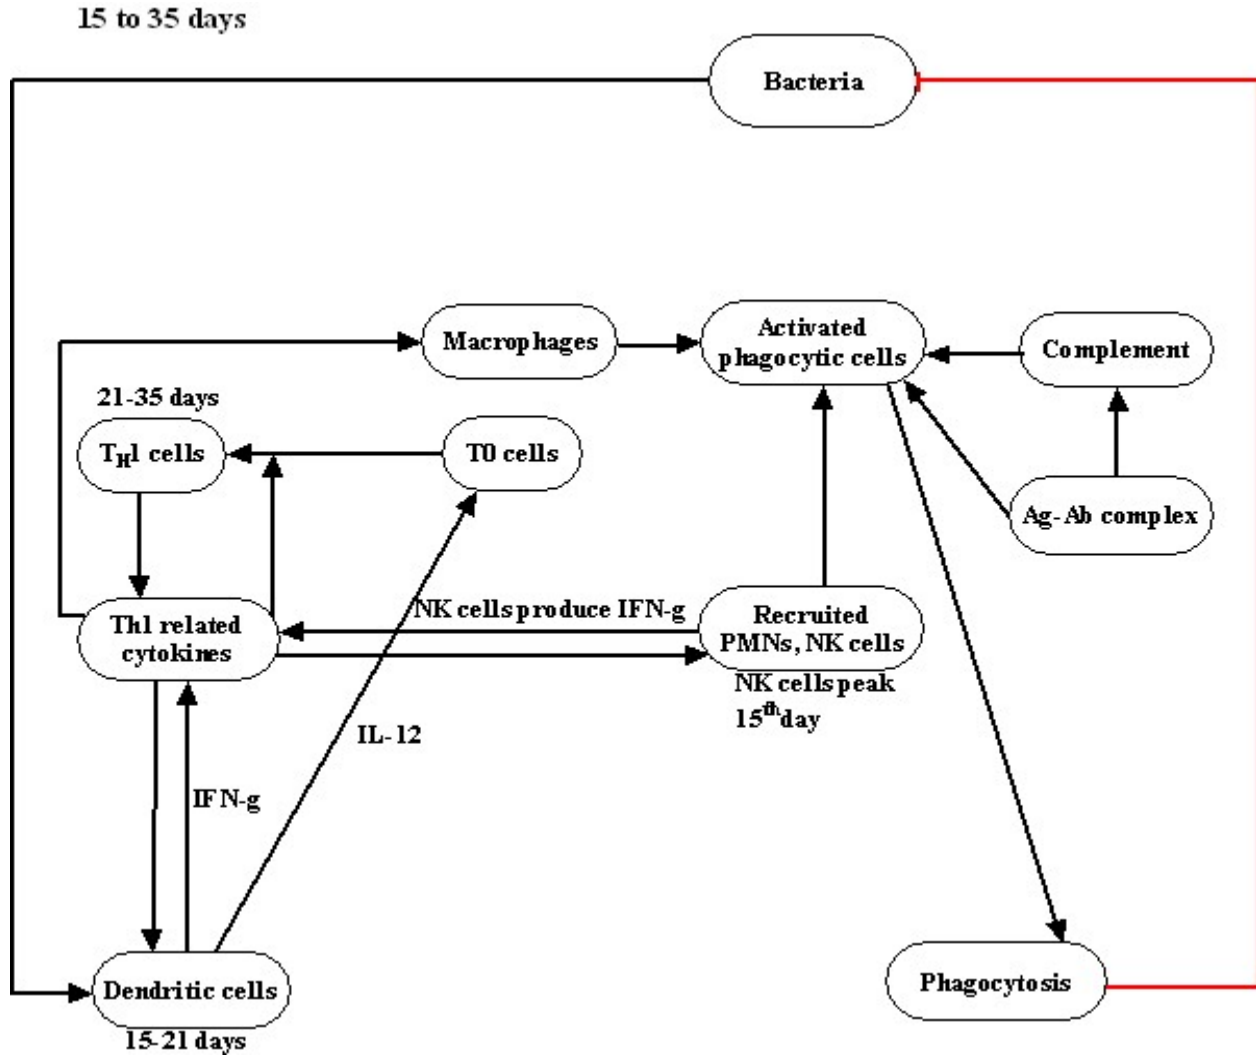 15 to 35 days
Bacteria
Macrophages
Activated
phagocytic cells
Complement
21-35 days
TH1 cells
T0 cells
Ag-Ab complex
NK cells produce IFN-g
Th1 related
cytokines
Recruited
PMNs, NK cells
NK cells peak
15th day
IL-12
IFN-g
Dendritic cells
15-21 days
Phagocytosis